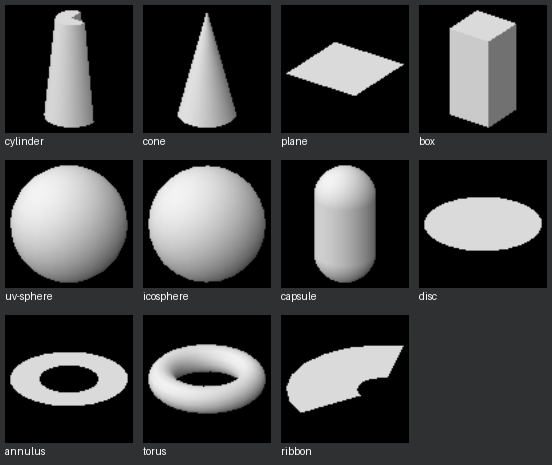 cylinder
cone
plane
box
uv-sphere
icosphere
capsule
disc
annulus
torus
ribbon